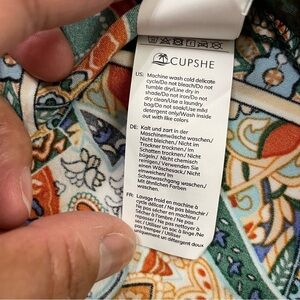 CUPSHE
US: Machine wash cold delicate
cycle/Do not bleach/Do not
tumble dry/Line dry in
shade/Do not iron/Do not
dry clean/Use a laundry
bag/Do not soak/Use mild
detergent only/Wash inside
out with like colors
DE: Kalt und zart in der
Maschinenwäsche waschen/
Nicht bleichen/Nicht im
Trockner trocknen/Im
Schatten trocknen/Nicht
bügeln/Nicht chemisch
reinigen/Verwenden Sie
einen Wäschesack/Nicht
einweichen/Im
Schonwaschgang waschen/
Mit ähnlichen Farben
waschen.
FR: Lavage froid en machine à
cycle délicat/Ne pas blanchir/
Ne pas sécher en machine/
Sécher à l'ombre/Ne pas
repasser/Ne pas nettoyer à
sec/Utiliser un sac à linge/Ne
pas tremper/Utiliser
uniquement un détergent doux